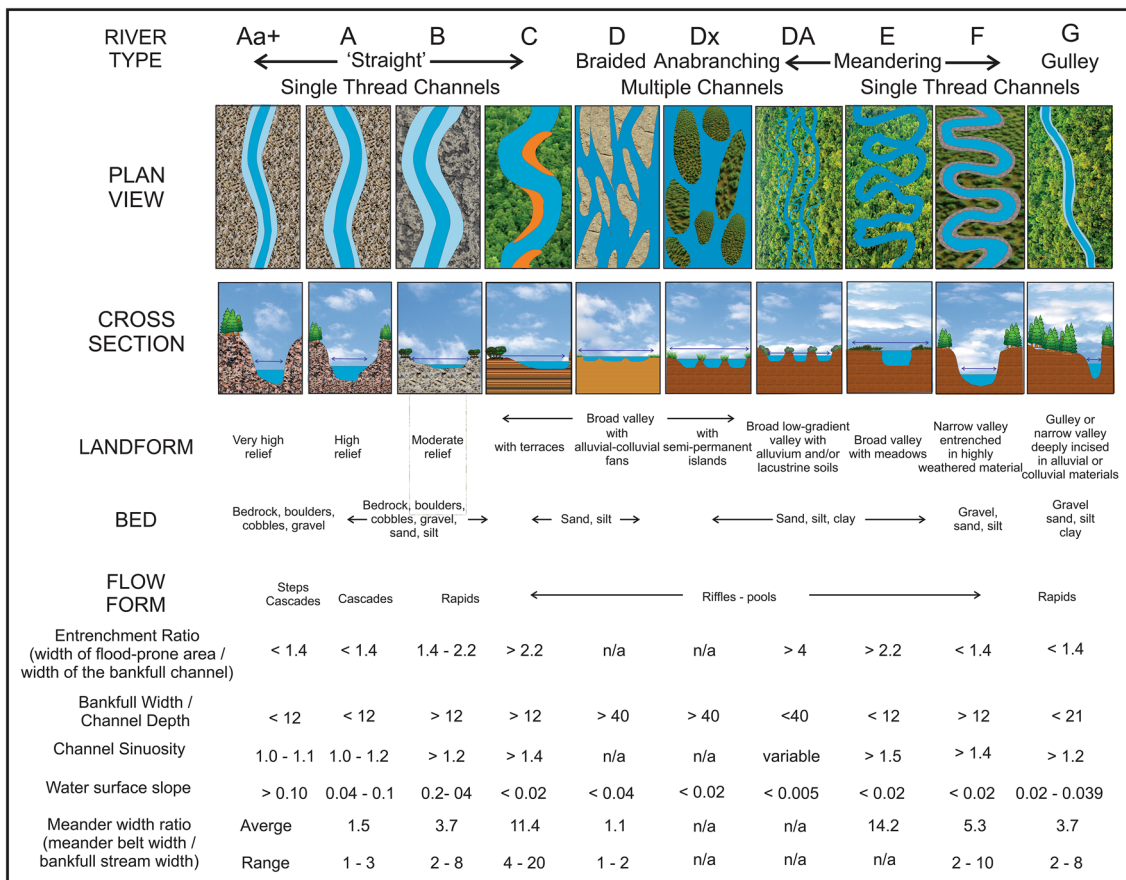 RIVER TYPE
Aa+ A B C D Dx DA E F G
‘Straight’ Braided Anabranching Meandering Gulley
Single Thread Channels Multiple Channels Single Thread Channels
PLAN
VIEW
CROSS
SECTION
LANDFORM
Very high
relief
High
relief
Moderate
relief
with terraces
Broad valley
with
alluvial-colluvial
fans
with
semi-permanent
islands
Broad low-gradient
valley with
alluvium and/or
lacustrine soils
Broad valley
with meadows
Narrow valley
entrenched
in highly
weathered material
Gulley or
narrow valley
deeply incised
in alluvial or
colluvial materials
BED
Bedrock, boulders,
cobbles, gravel
Bedrock, boulders,
cobbles, gravel,
sand, silt
Sand, silt
Sand, silt, clay
Gravel,
sand, silt
Gravel
sand, silt
clay
FLOW
FORM
Steps
Cascades
Cascades
Rapids
Riffles - pools
Rapids
Entrenchment Ratio
(width of flood-prone area /
width of the bankfull channel)
< 1.4 < 1.4 1.4 - 2.2 > 2.2 n/a n/a > 4 > 2.2 < 1.4 < 1.4
Bankfull Width /
Channel Depth
< 12 < 12 > 12 > 12 > 40 > 40 <40 < 12 > 12 < 21
Channel Sinuosity
1.0 - 1.1 1.0 - 1.2 > 1.2 > 1.4 n/a n/a variable > 1.5 > 1.4 > 1.2
Water surface slope
> 0.10 0.04 - 0.1 0.2- 04 < 0.02 < 0.04 < 0.02 < 0.005 < 0.02 < 0.02 0.02 - 0.039
Meander width ratio
(meander belt width /
bankfull stream width)
Averge 1.5 3.7 11.4 1.1 n/a n/a 14.2 5.3 3.7
Range 1 - 3 2 - 8 4 - 20 1 - 2 n/a n/a n/a 2 - 10 2 - 8